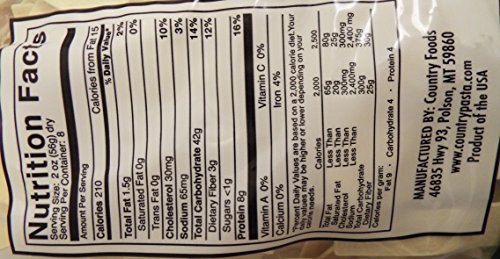 Nutrition Facts
Serving Size: 2 oz (56g) dry
Serving Per Container: 8
Amount Per Serving
Calories 210 Calories from Fat 15
% Daily Value*
Total Fat 1.5g 2%
Saturated Fat 0g 0%
Trans Fat 0g
Cholesterol 30mg 10%
Sodium 65mg 3%
Total Carbohydrate 42g 14%
Dietary Fiber 3g 12%
Sugars <1g
Protein 8g 16%
Vitamin A 0% Vitamin C 0%
Calcium 0% Iron 4%
*Percent Daily Values are based on a 2,000 calorie diet. Your
daily values may be higher or lower depending on your
calorie needs.
Calories 2,000 2,500
Total Fat Less Than 65g 80g
Saturated Fat Less Than 20g 25g
Cholesterol Less Than 300mg 300mg
Sodium Less Than 2,400mg 2,400 mg
Total Carbohydrate 300g 375g
Dietary Fiber 25g 30g
Calories per gram:
Fat 9 Carbohydrate 4 Protein 4
MANUFACTURED BY: Country Foods
46835 Hwy 93, Polson, MT 59860
www.countrypasta.com